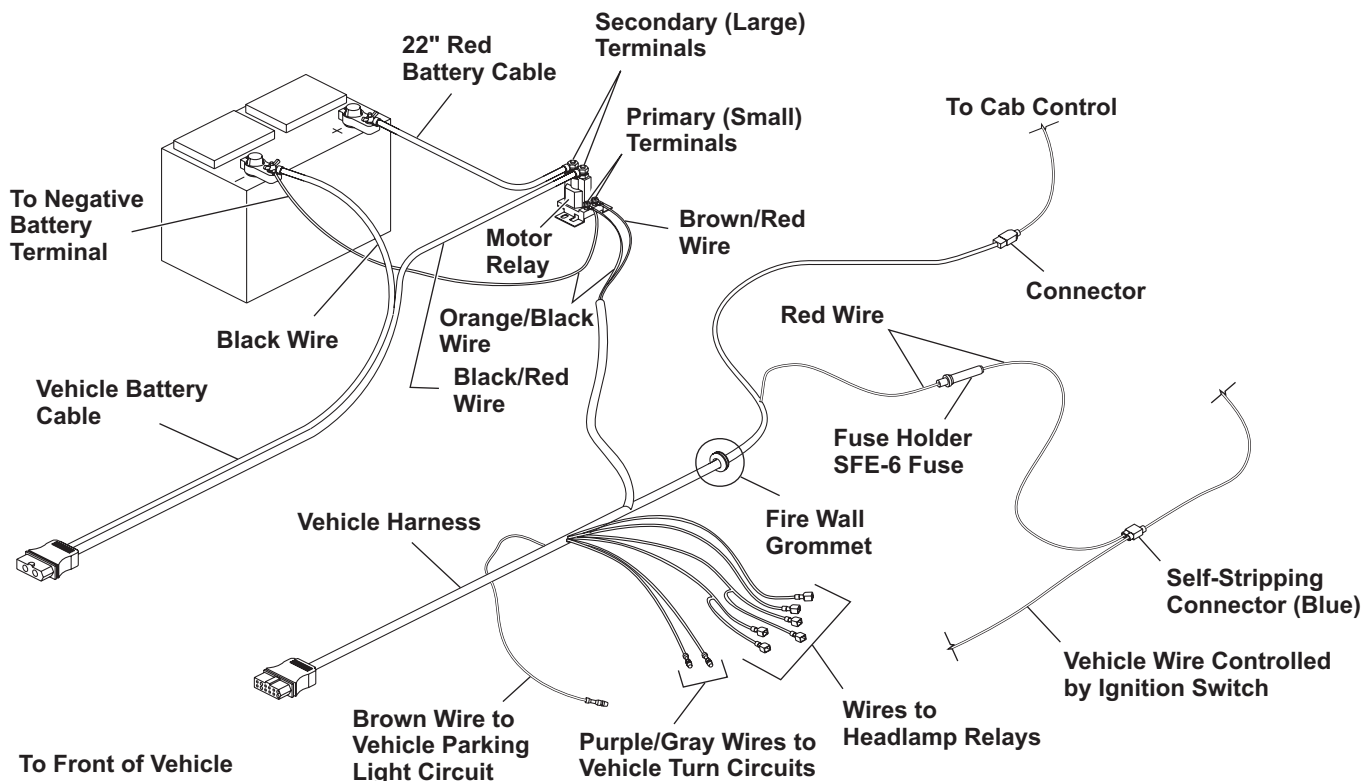 Secondary (Large)
Terminals
22" Red
Battery Cable
To Cab Control
Primary (Small)
Terminals
+
-
To Negative
Battery
Terminal
Brown/Red
Wire
Motor
Relay
Connector
Red Wire
Black Wire
Orange/Black
Wire
Black/Red
Wire
Vehicle Battery
Cable
Fuse Holder
SFE-6 Fuse
Vehicle Harness
Fire Wall
Grommet
Self-Stripping
Connector (Blue)
Vehicle Wire Controlled
by Ignition Switch
Wires to
Headlamp Relays
Brown Wire to
Vehicle Parking
Light Circuit
Purple/Gray Wires to
Vehicle Turn Circuits
To Front of Vehicle